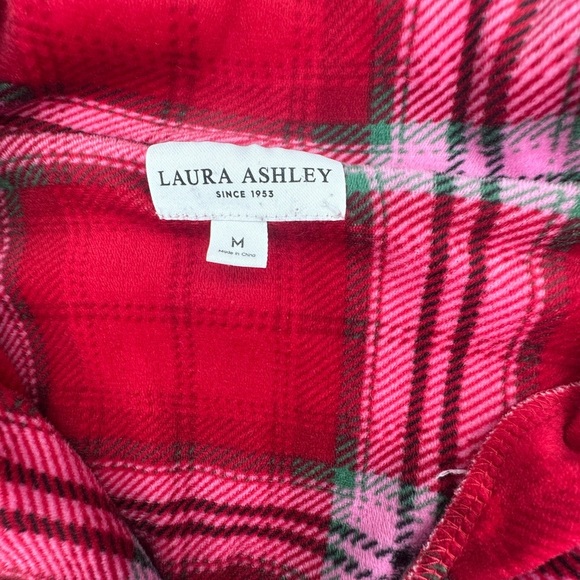 LAURA ASHLEY
SINCE 1953
M
Made in China